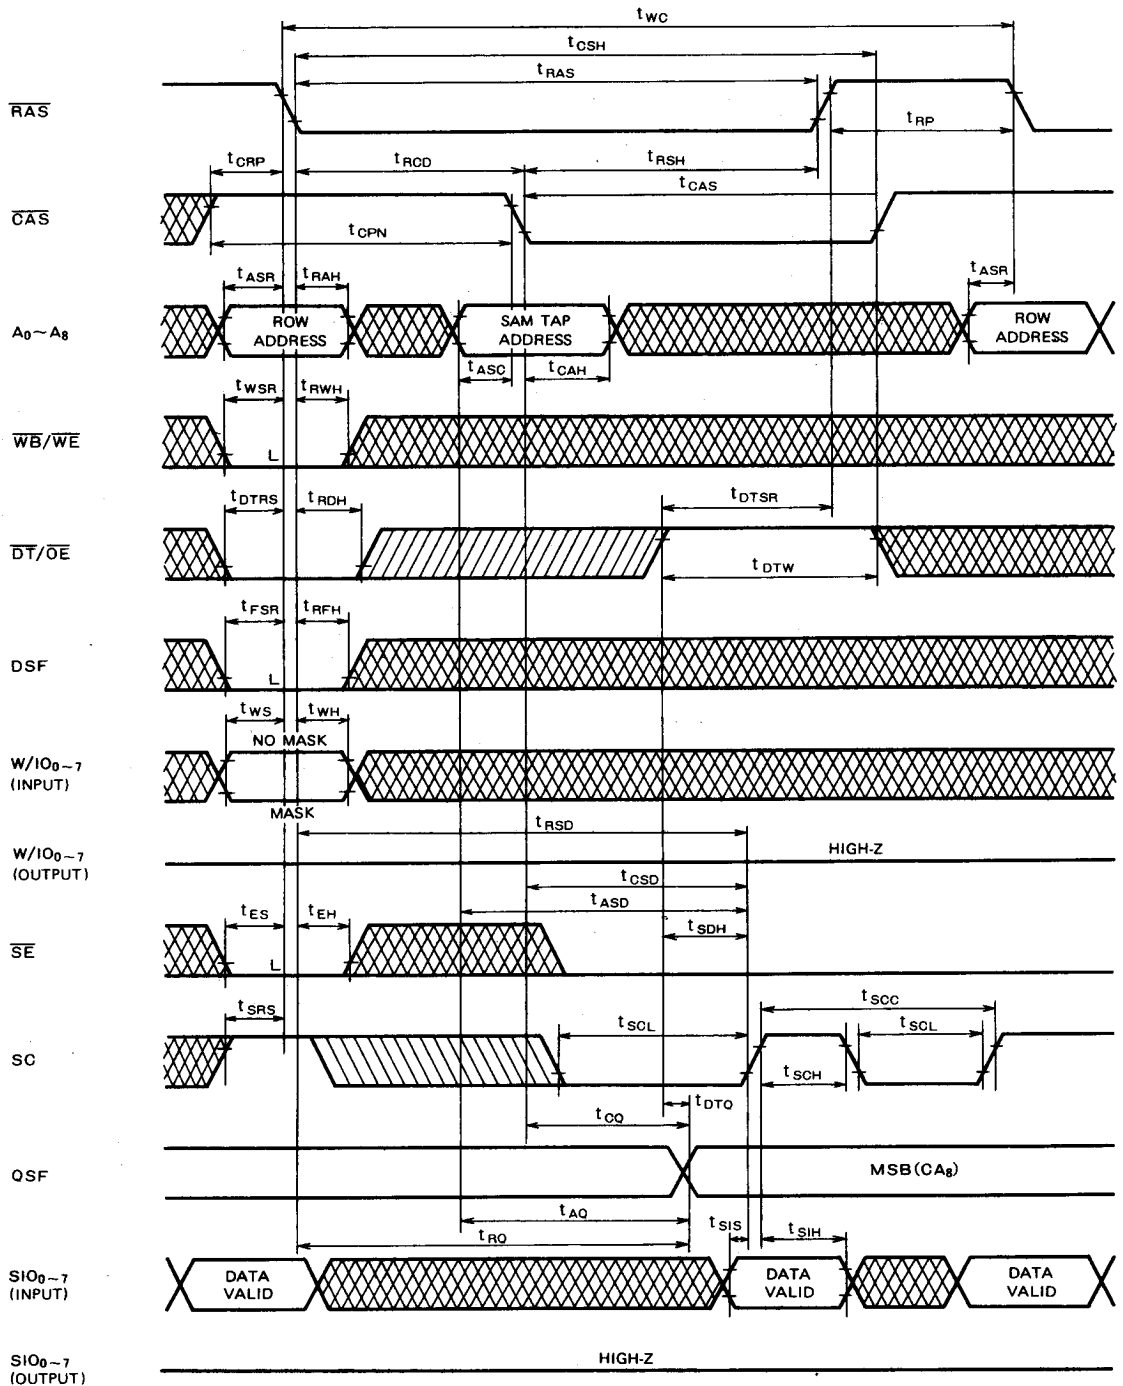 tWC
tCSH
tRAS
RAS
tRP
tCRP
tRCD
tRSH
tCAS
CAS
tCPN
tASR
tRAH
tASR
A0~A8
ROW
ADDRESS
SAM TAP
ADDRESS
ROW
ADDRESS
tASC
tCAH
tWSR
tRWH
WB/WE
L
tDTRS
tRDH
tDTSR
DT/OE
tDTW
tFSR
tRFH
DSF
L
tWS
tWH
NO MASK
W/IO0~7
(INPUT)
MASK
tRSD
W/IO0~7
(OUTPUT)
HIGH-Z
tCSD
tASD
tES
tEH
tSDH
SE
L
tSRS
tSCC
tSCL
tSCL
SC
tSCH
tDTQ
tCQ
QSF
MSB(CA8)
tAQ
tSIS
tSIH
tRQ
SIO0~7
(INPUT)
DATA
VALID
DATA
VALID
DATA
VALID
SIO0~7
(OUTPUT)
HIGH-Z